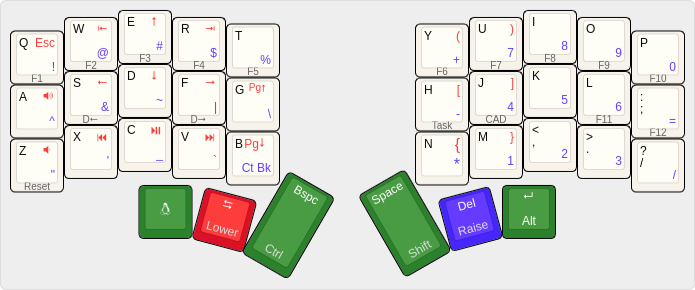 Q Esc ! F1
W ⇤ @ F2
E ↑ # F3
R ⇥ $ F4
T % F5
Y ( + F6
U ) 7 F7
I 8 F8
O 9 F9
P 0 F10
A 🔊 ^
S ← & D←
D ↓ ~
F → | D→
G Pg↑ \
H [ - Task
J ] 4 CAD
K 5
L 6 F11
: ; = F12
Z 🔈 " Reset
X ⏮ '
C ⏯ _
V ⏭ `
B Pg↓ Ct Bk
N { *
M } 1
< , 2
> . 3
? / /
⇆ Lower
Bspc Ctrl
Space Shift
Del Raise
↵ Alt